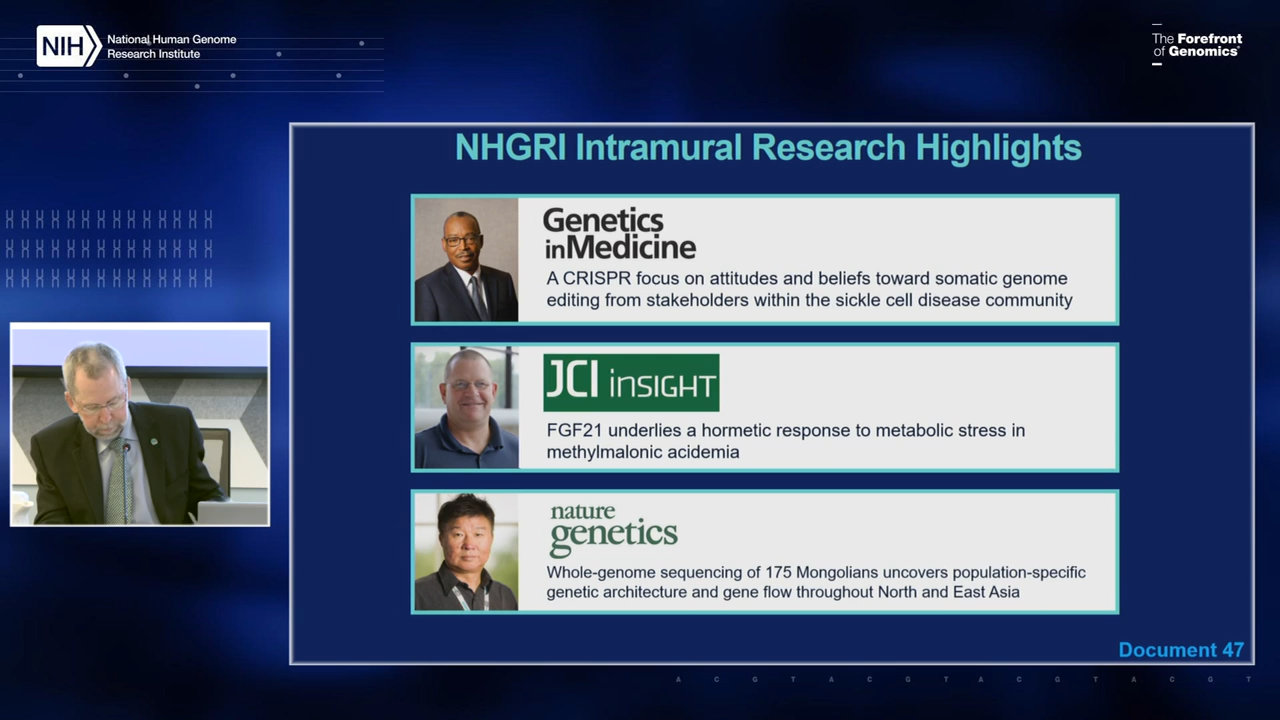 NIH
National Human Genome
Research Institute
The Forefront
of Genomics®
NHGRI Intramural Research Highlights
Genetics
inMedicine
A CRISPR focus on attitudes and beliefs toward somatic genome
editing from stakeholders within the sickle cell disease community
JCI insight
FGF21 underlies a hormetic response to metabolic stress in
methylmalonic acidemia
nature
genetics
Whole-genome sequencing of 175 Mongolians uncovers population-specific
genetic architecture and gene flow throughout North and East Asia
Document 47
A C G T A C G T A C G T A C G T